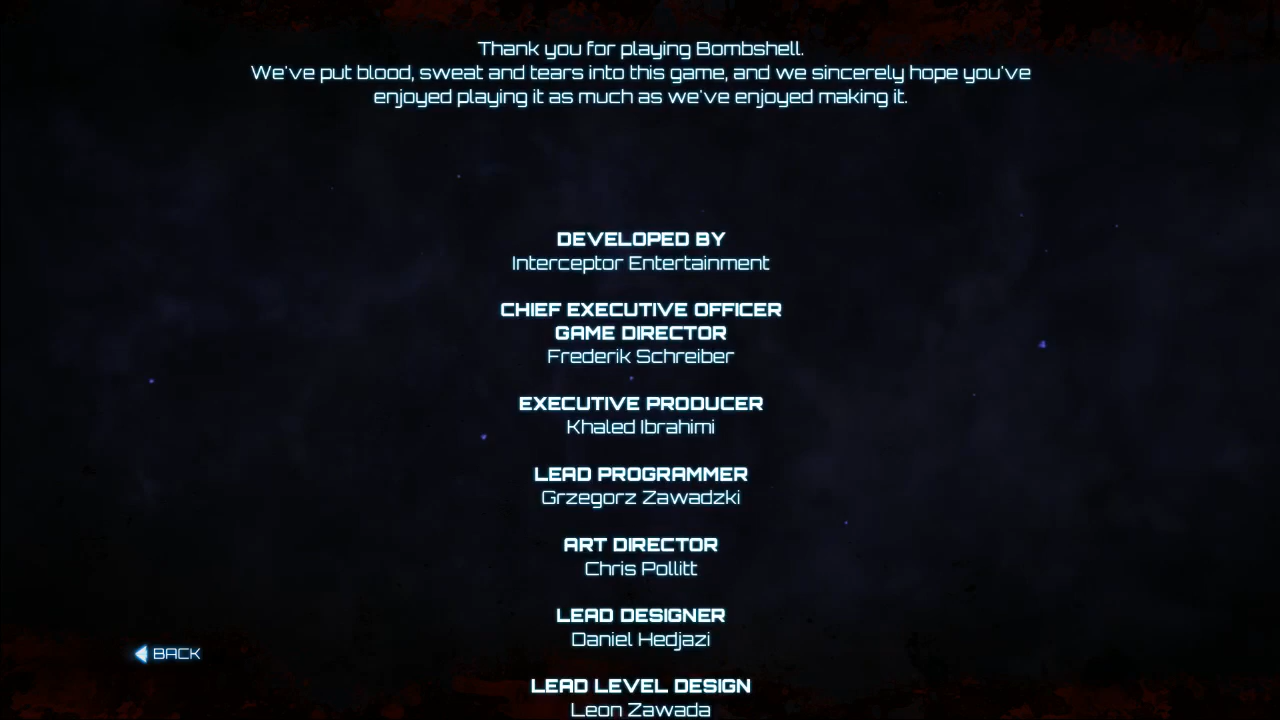 Thank you for playing Bombshell.
We've put blood, sweat and tears into this game, and we sincerely hope you've
enjoyed playing it as much as we've enjoyed making it.
DEVELOPED BY
Interceptor Entertainment
CHIEF EXECUTIVE OFFICER
GAME DIRECTOR
Frederik Schreiber
EXECUTIVE PRODUCER
Khaled Ibrahimi
LEAD PROGRAMMER
Grzegorz Zawadzki
ART DIRECTOR
Chris Pollitt
LEAD DESIGNER
Daniel Hedjazi
BACK
LEAD LEVEL DESIGN
Leon Zawada